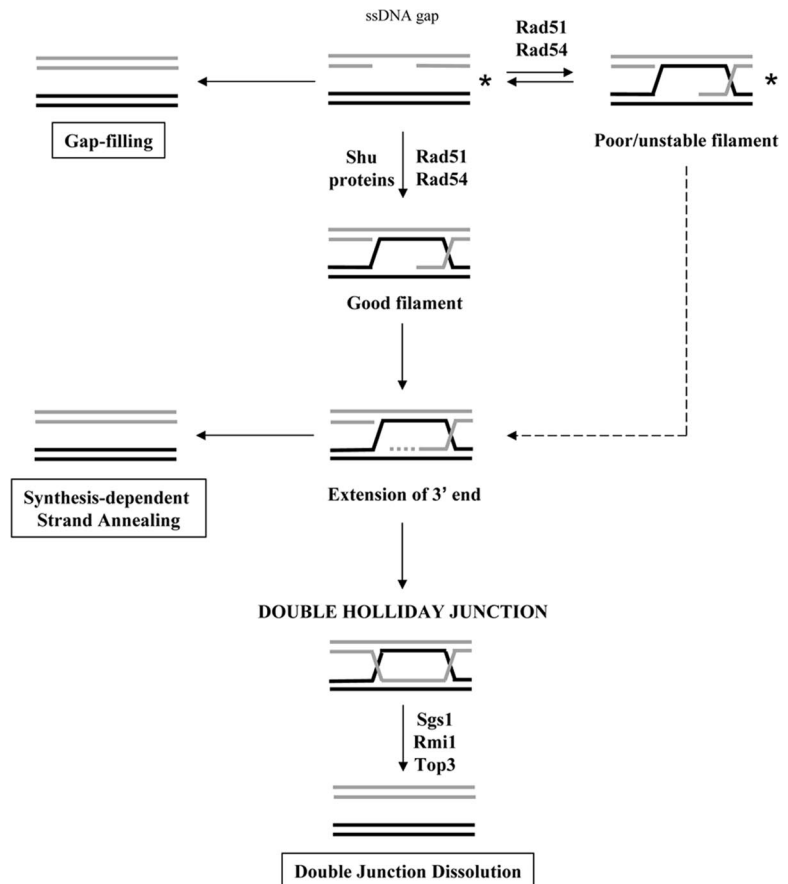 ssDNA gap
Rad51
Rad54
*
*
Gap-filling
Poor/unstable filament
Shu
proteins
Rad51
Rad54
Good filament
Synthesis-dependent
Strand Annealing
Extension of 3' end
DOUBLE HOLLIDAY JUNCTION
Sgs1
Rmi1
Top3
Double Junction Dissolution